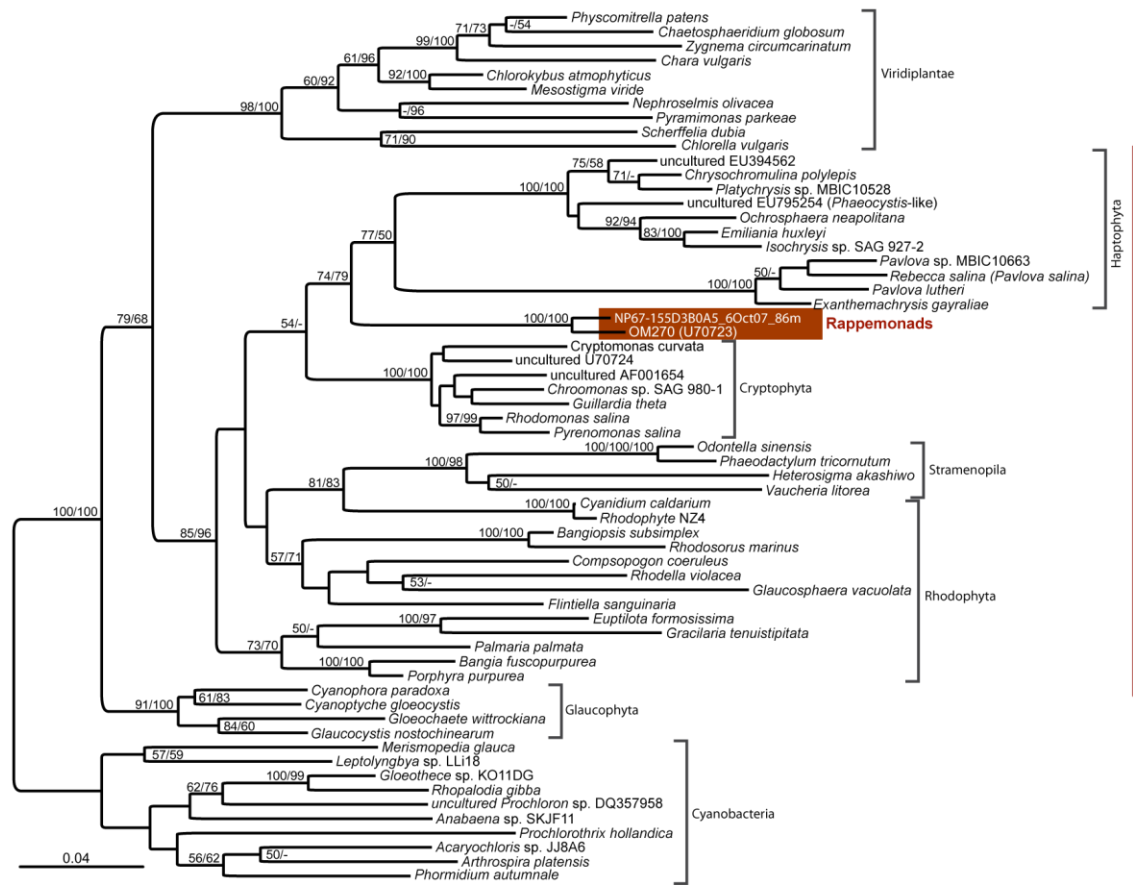 Physcomitrella patens
71/73
-/54
Chaetosphaeridium globosum
99/100
Zygnema circumcarinatum
61/96
Chara vulgaris
Viridiplantae
60/92
92/100
Chlorokybus atmophyticus
Mesostigma viride
98/100
Nephroselmis olivacea
-/96
Pyramimonas parkeae
Scherffelia dubia
71/90
Chlorella vulgaris
75/58
uncultured EU394562
71/-
Chrysochromulina polylepis
100/100
Platychrysis sp. MBIC10528
uncultured EU795254 (Phaeocystis-like)
92/94
Ochrosphaera neapolitana
83/100
Emiliania huxleyi
77/50
Isochrysis sp. SAG 927-2
Haptophyta
50/-
Pavlova sp. MBIC10663
Rebecca salina (Pavlova salina)
74/79
100/100
Pavlova lutheri
Exanthemachrysis gayraliae
79/68
54/-
100/100
NP67-155D3B0A5_6Oct07_86m
OM270 (U70723)
Rappemonads
Cryptomonas curvata
100/100
uncultured U70724
uncultured AF001654
Chroomonas sp. SAG 980-1
Cryptophyta
Guillardia theta
97/99
Rhodomonas salina
Pyrenomonas salina
100/100/100
Odontella sinensis
100/98
Phaeodactylum tricornutum
Stramenopila
81/83
Heterosigma akashiwo
50/-
Vaucheria litorea
100/100
Cyanidium caldarium
100/100
Rhodophyte NZ4
85/96
100/100
Bangiopsis subsimplex
57/71
Rhodosorus marinus
Compsopogon coeruleus
Rhodella violacea
53/-
Glaucosphaera vacuolata
Rhodophyta
Flintiella sanguinaria
100/97
Euptilota formosissima
50/-
Gracilaria tenuistipitata
73/70
Palmaria palmata
100/100
Bangia fuscopurpurea
Porphyra purpurea
Cyanophora paradoxa
91/100
61/83
Cyanoptyche gloeocystis
Glaucophyta
Gloeochaete wittrockiana
84/60
Glaucocystis nostochinearum
Merismopedia glauca
57/59
Leptolyngbya sp. LLi18
100/99
Gloeothece sp. KO11DG
62/76
Rhopalodia gibba
uncultured Prochloron sp. DQ357958
Anabaena sp. SKJF11
Cyanobacteria
Prochlorothrix hollandica
Acaryochloris sp. JJ8A6
0.04
56/62
50/-
Arthrospira platensis
Phormidium autumnale